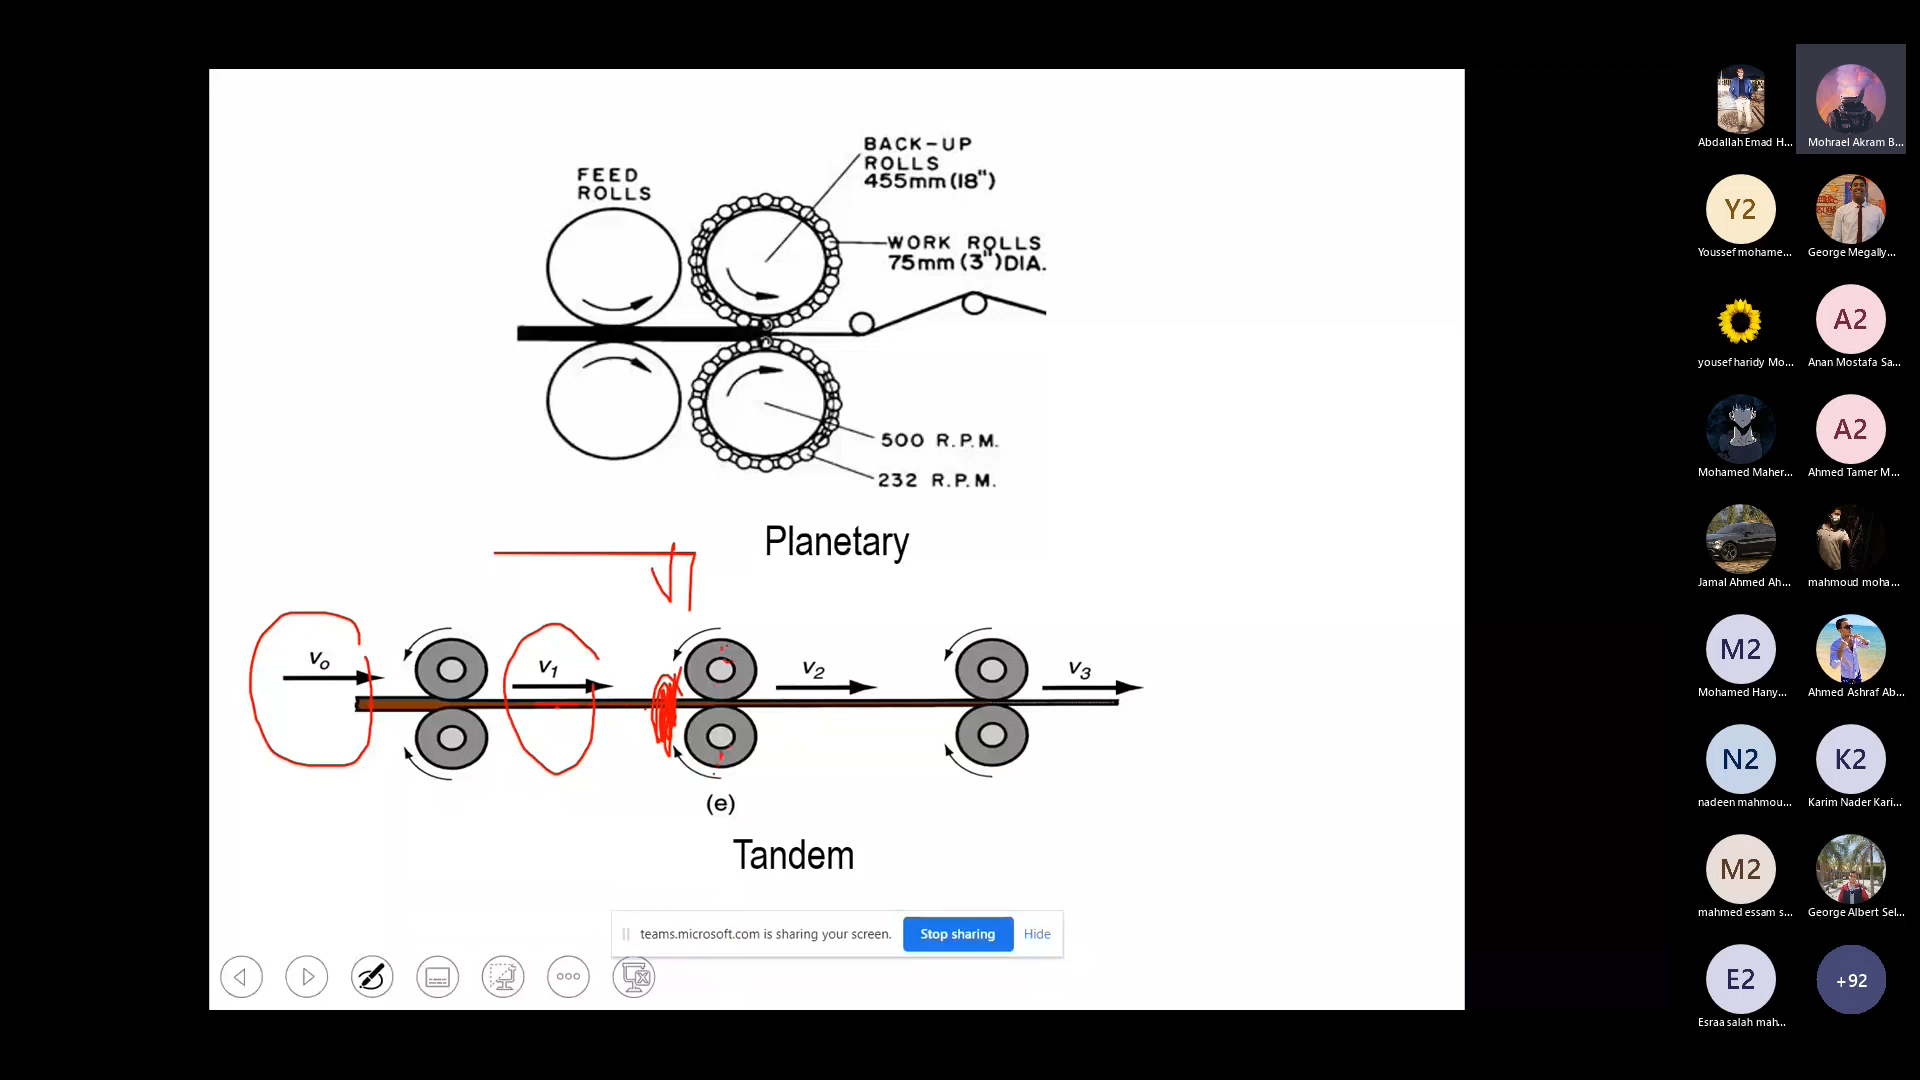 BACK-UP
ROLLS
455mm (18")
FEED
ROLLS
WORK ROLLS
75mm (3") DIA.
500 R.P.M.
232 R.P.M.
Planetary
v0
v1
v2
v3
(e)
Tandem
teams.microsoft.com is sharing your screen.
Stop sharing
Hide
Abdallah Emad H...
Mohrael Akram B...
Y2
Youssef mohame...
George Megally...
yousef haridy Mo...
A2
Anan Mostafa Sa...
Mohamed Maher...
A2
Ahmed Tamer M...
Jamal Ahmed Ah...
mahmoud moha...
M2
Mohamed Hany...
Ahmed Ashraf Ab...
N2
nadeen mahmou...
K2
Karim Nader Kari...
M2
mahmed essam s...
George Albert Sel...
E2
Esraa salah mah...
+92